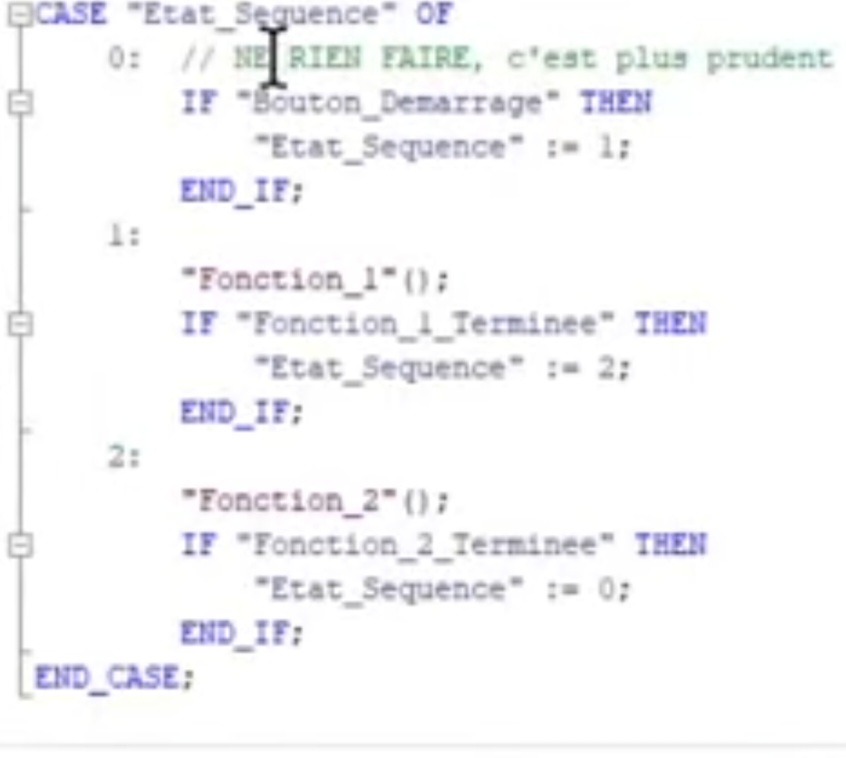 CASE "Etat_Sequence" OF
0: // NE RIEN FAIRE, c'est plus prudent
IF "Bouton_Demarrage" THEN
"Etat_Sequence" := 1;
END_IF;
1:
"Fonction_1"();
IF "Fonction_1_Terminee" THEN
"Etat_Sequence" := 2;
END_IF;
2:
"Fonction_2"();
IF "Fonction_2_Terminee" THEN
"Etat_Sequence" := 0;
END_IF;
END_CASE;